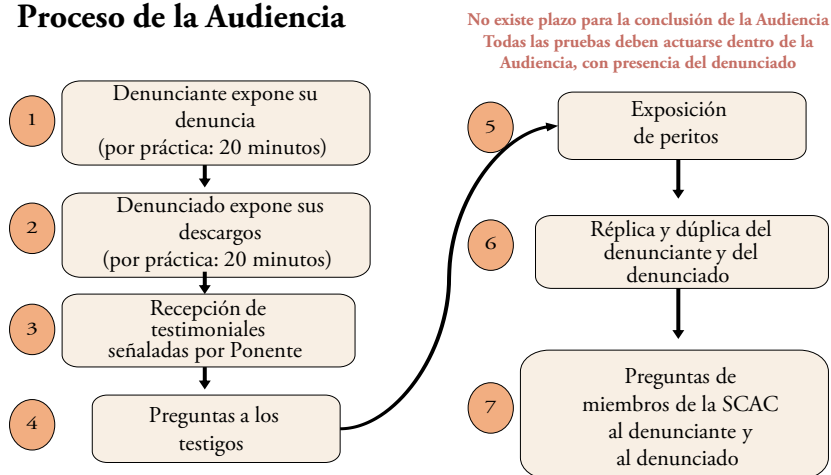 Proceso de la Audiencia
1
Denunciante expone su
denuncia
(por práctica: 20 minutos)
2
Denunciado expone sus
descargos
(por práctica: 20 minutos)
3
Recepción de
testimoniales
señaladas por Ponente
4
Preguntas a los
testigos
No existe plazo para la conclusión de la Audiencia
Todas las pruebas deben actuarse dentro de la
Audiencia, con presencia del denunciado
5
Exposición
de peritos
6
Réplica y dúplica del
denunciante y del
denunciado
7
Preguntas de
miembros de la SCAC
al denunciante y
al denunciado